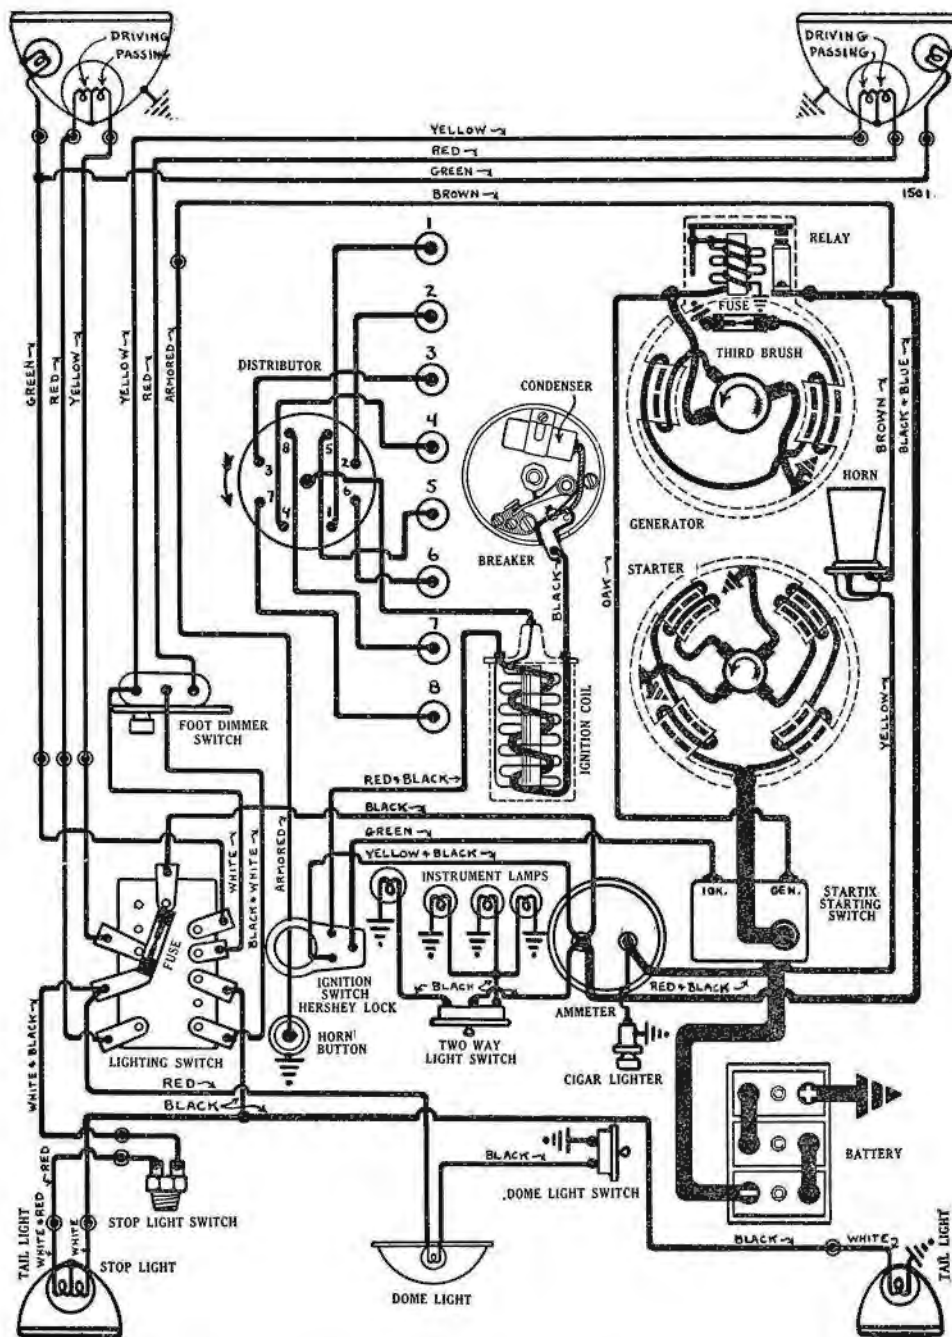 DRIVING
PASSING
DRIVING
PASSING
YELLOW
RED
GREEN
BROWN
1501.
1
RELAY
2
FUSE
GREEN
RED
YELLOW
YELLOW
RED
ARMORED
3
DISTRIBUTOR
CONDENSER
THIRD BRUSH
BROWN
BLACK & BLUE
4
8
5
3
2
7
6
4
1
HORN
5
GENERATOR
BREAKER
STARTER
6
BLACK
OAK
7
8
FOOT DIMMER
SWITCH
IGNITION COIL
YELLOW
RED & BLACK
BLACK
GREEN
YELLOW & BLACK
WHITE
BLACK & WHITE
ARMORED
INSTRUMENT LAMPS
IGN.
GEN.
STARTIX
STARTING
SWITCH
FUSE
IGNITION
SWITCH
HERSHEY LOCK
BLACK
RED & BLACK
AMMETER
HORN
BUTTON
TWO WAY
LIGHT SWITCH
CIGAR LIGHTER
LIGHTING SWITCH
WHITE & BLACK
RED
BLACK
BATTERY
BLACK
DOME LIGHT SWITCH
RED
WHITE & RED
WHITE
STOP LIGHT SWITCH
TAIL LIGHT
STOP LIGHT
BLACK
WHITE
TAIL LIGHT
DOME LIGHT